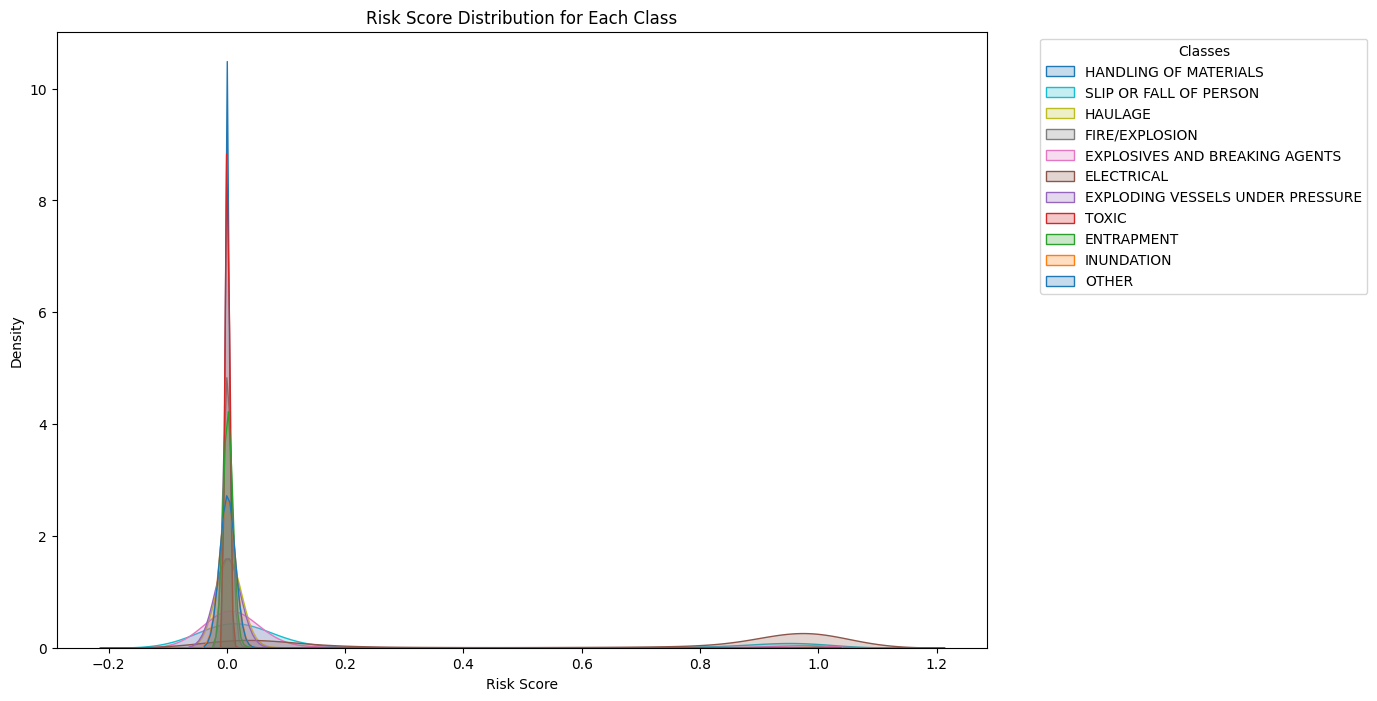 Risk Score Distribution for Each Class
Density
10
8
6
4
2
0
−0.2
0.0
0.2
0.4
0.6
0.8
1.0
1.2
Risk Score
Classes
HANDLING OF MATERIALS
SLIP OR FALL OF PERSON
HAULAGE
FIRE/EXPLOSION
EXPLOSIVES AND BREAKING AGENTS
ELECTRICAL
EXPLODING VESSELS UNDER PRESSURE
TOXIC
ENTRAPMENT
INUNDATION
OTHER